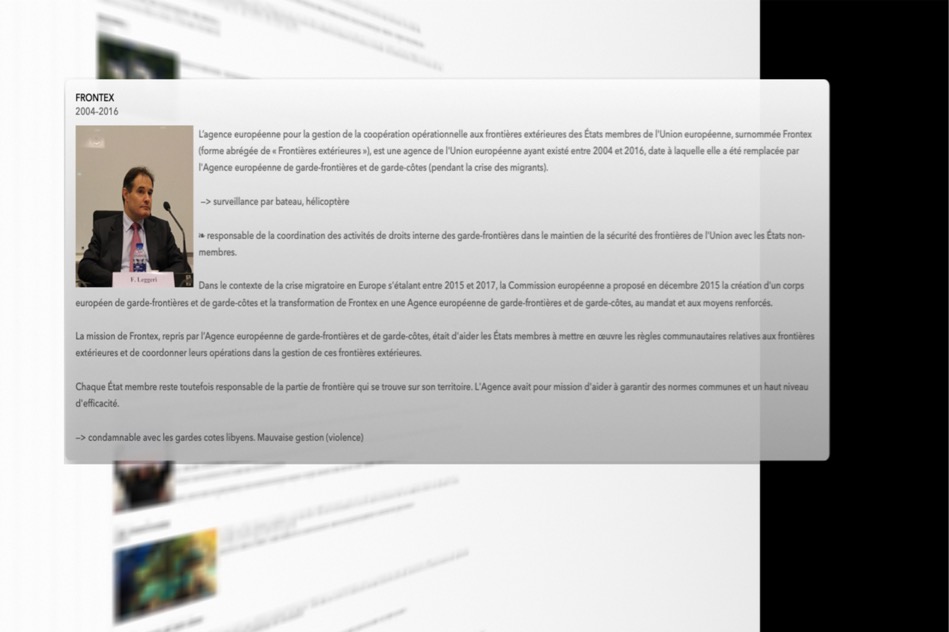 FRONTEX
2004-2016
L'agence européenne pour la gestion de la coopération opérationnelle aux frontières extérieures des États membres de l'Union européenne, surnommée Frontex
(forme abrégée de « Frontières extérieures »), est une agence de l'Union européenne ayant existé entre 2004 et 2016, date à laquelle elle a été remplacée par
l'Agence européenne de garde-frontières et de garde-côtes (pendant la crise des migrants).
–> surveillance par bateau, hélicoptère
❧ responsable de la coordination des activités de droits interne des garde-frontières dans le maintien de la sécurité des frontières de l'Union avec les États non-
membres.
F. Leggeri
Dans le contexte de la crise migratoire en Europe s'étalant entre 2015 et 2017, la Commission européenne a proposé en décembre 2015 la création d'un corps
européen de garde-frontières et de garde-côtes et la transformation de Frontex en une Agence européenne de garde-frontières et de garde-côtes, au mandat et aux moyens renforcés.
La mission de Frontex, repris par l'Agence européenne de garde-frontières et de garde-côtes, était d'aider les États membres à mettre en œuvre les règles communautaires relatives aux frontières
extérieures et de coordonner leurs opérations dans la gestion de ces frontières extérieures.
Chaque État membre reste toutefois responsable de la partie de frontière qui se trouve sur son territoire. L'Agence avait pour mission d'aider à garantir des normes communes et un haut niveau
d'efficacité.
–> condamnable avec les gardes cotes libyens. Mauvaise gestion (violence)